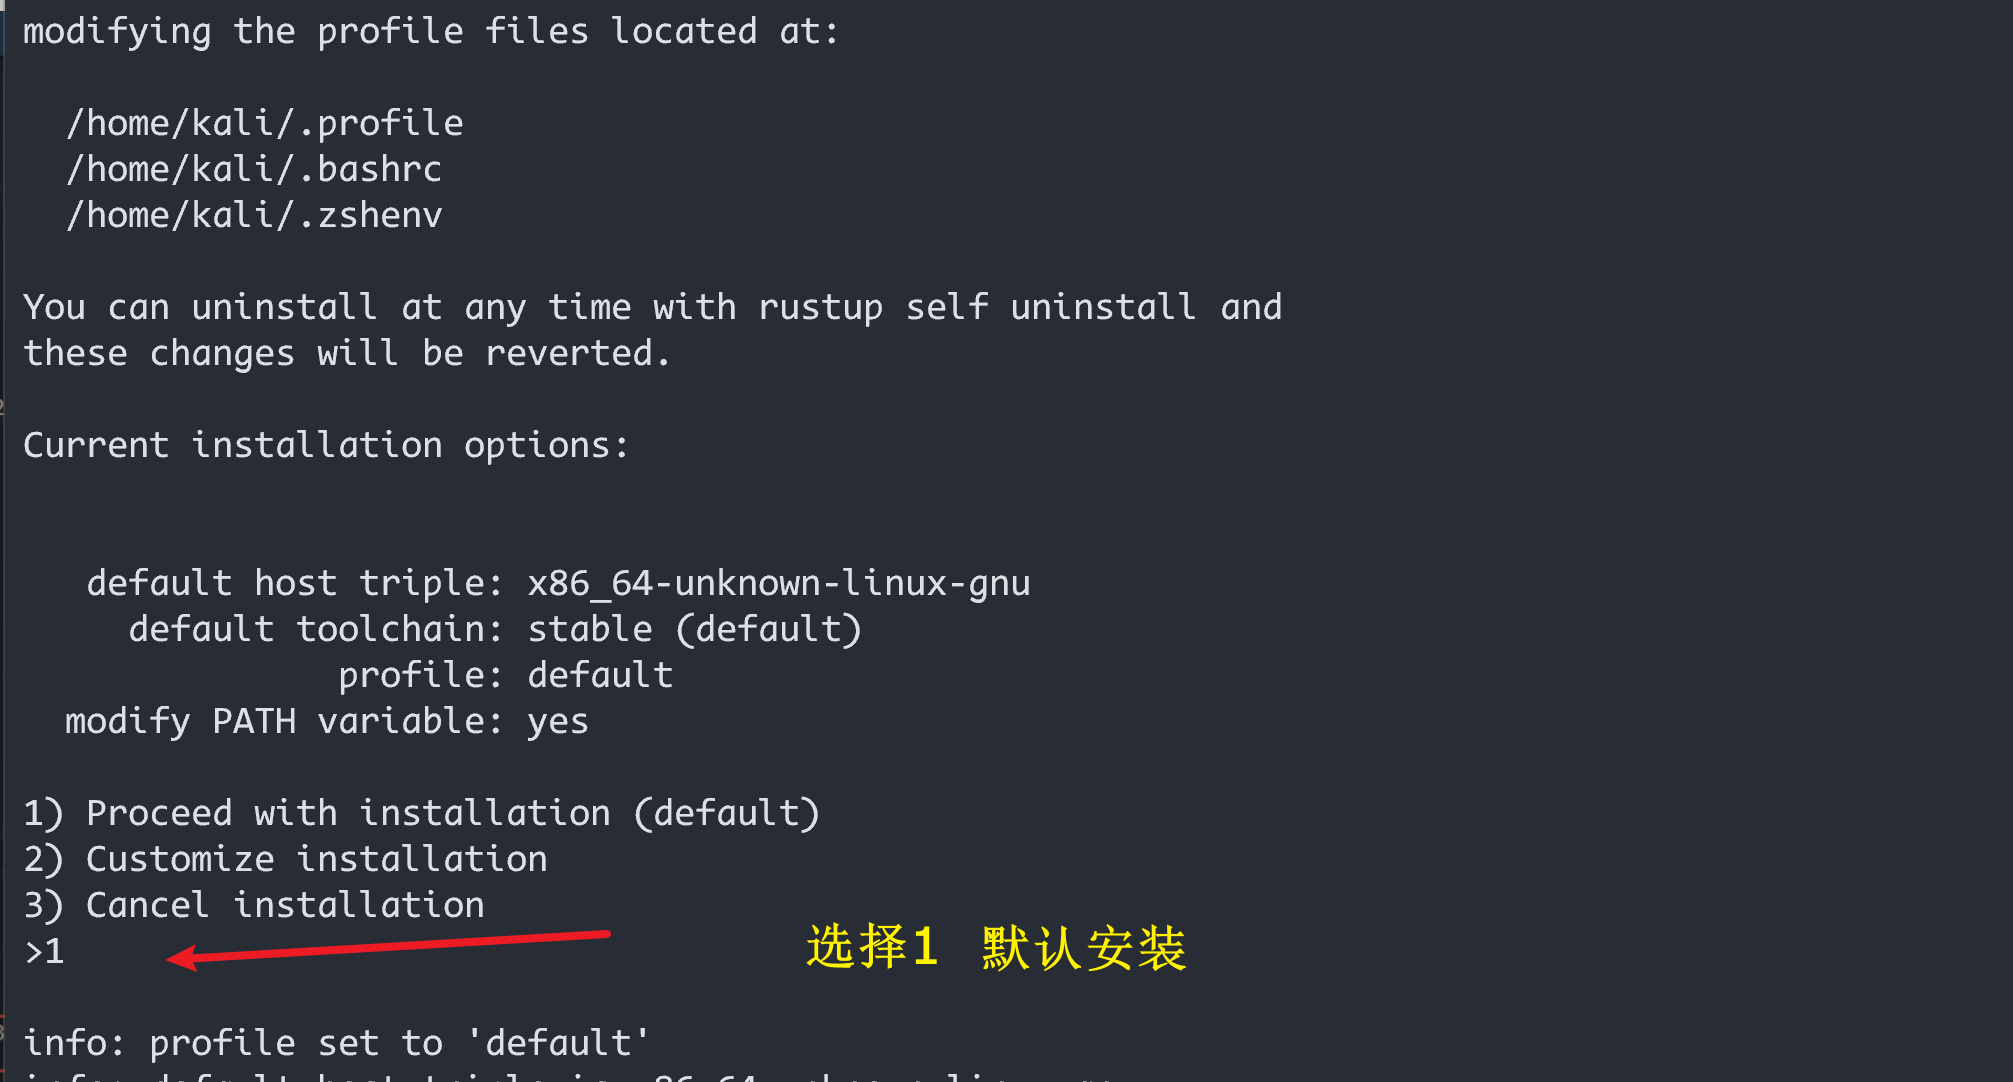 modifying the profile files located at:
/home/kali/.profile
/home/kali/.bashrc
/home/kali/.zshenv
You can uninstall at any time with rustup self uninstall and
these changes will be reverted.
Current installation options:
default host triple: x86_64-unknown-linux-gnu
default toolchain: stable (default)
profile: default
modify PATH variable: yes
1) Proceed with installation (default)
2) Customize installation
3) Cancel installation
>1
选择1 默认安装
info: profile set to 'default'